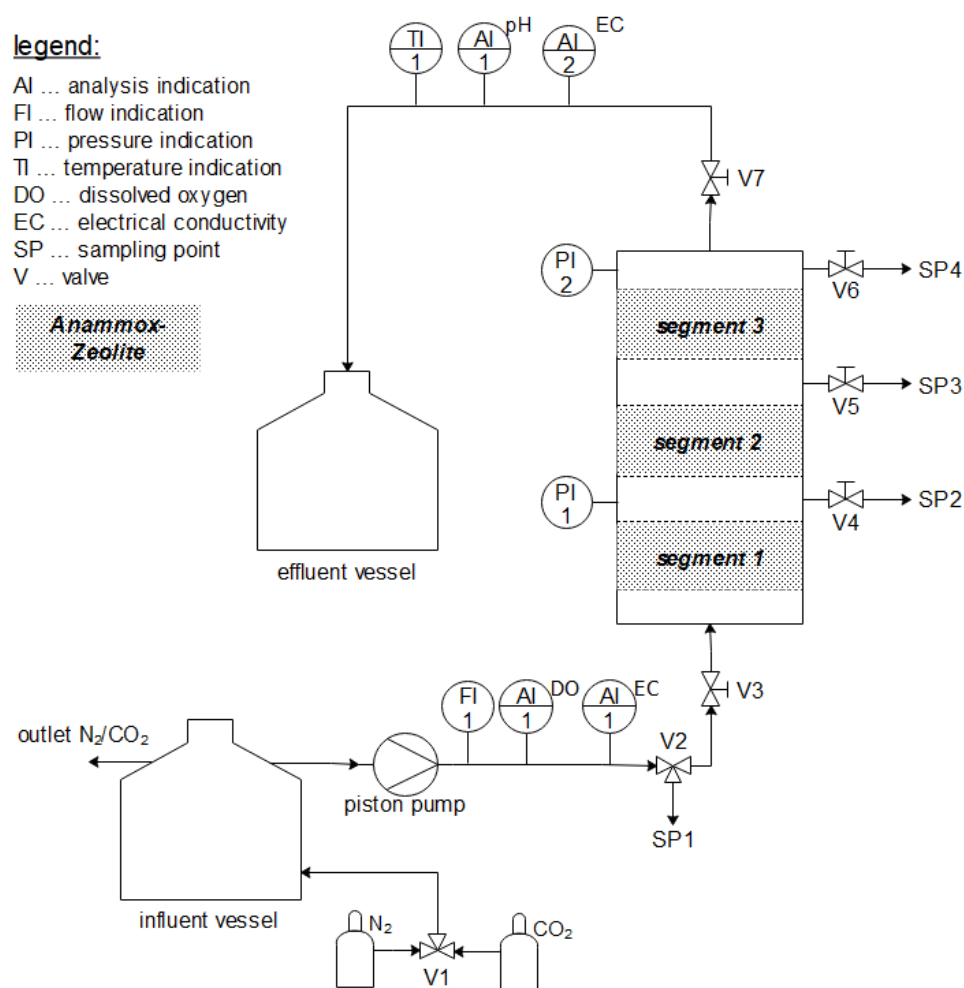 legend:
AI ... analysis indication
FI ... flow indication
PI ... pressure indication
TI ... temperature indication
DO ... dissolved oxygen
EC ... electrical conductivity
SP ... sampling point
V ... valve
Anammox-
Zeolite
TI
1
AI
1
pH
AI
2
EC
V7
PI
2
V6
SP4
segment 3
V5
SP3
segment 2
PI
1
V4
SP2
segment 1
effluent vessel
V3
FI
1
AI
1
DO
AI
1
EC
V2
SP1
outlet N₂/CO₂
piston pump
influent vessel
N₂
V1
CO₂